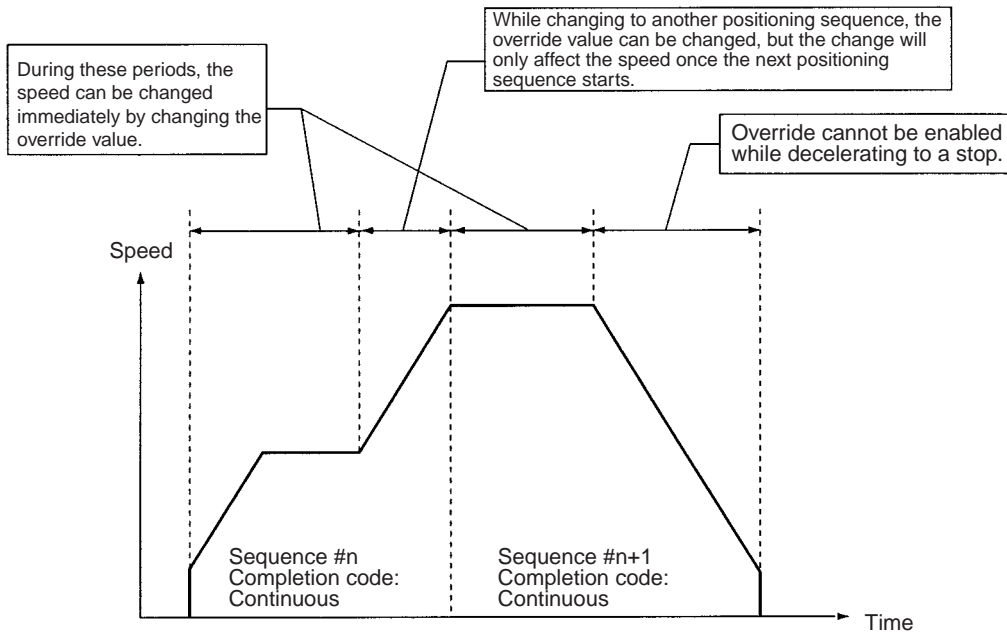 While changing to another positioning sequence, the
override value can be changed, but the change will
only affect the speed once the next positioning
sequence starts.
During these periods, the
speed can be changed
immediately by changing the
override value.
Override cannot be enabled
while decelerating to a stop.
Speed
Sequence #n
Completion code:
Continuous
Sequence #n+1
Completion code:
Continuous
Time